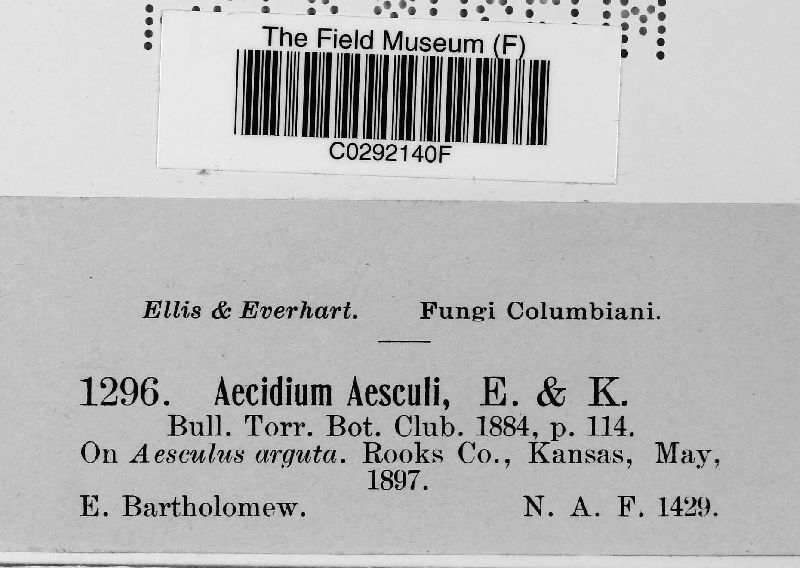 The Field Museum (F)
C0292140F
Ellis & Everhart. Fungi Columbiani.
1296. Aecidium Aesculi, E. & K.
Bull. Torr. Bot. Club. 1884, p. 114.
On Aesculus arguta. Rooks Co., Kansas, May,
1897.
E. Bartholomew. N. A. F. 1429.